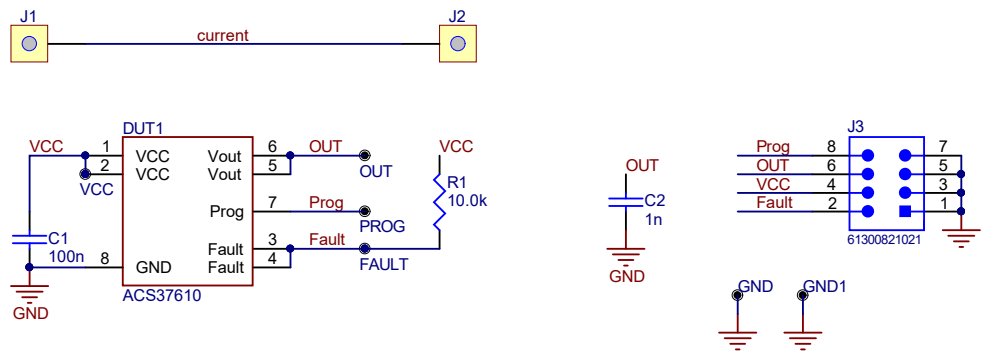 J1
J2
current
DUT1
VCC
1
VCC
Vout
6
OUT
2
VCC
Vout
5
VCC
OUT
Prog
7
Prog
PROG
Fault
3
Fault
Fault
4
FAULT
C1
100n
8
GND
GND
ACS37610
VCC
R1
10.0k
OUT
C2
1n
GND
J3
Prog
8
7
OUT
6
5
VCC
4
3
Fault
2
1
61300821021
GND
GND1